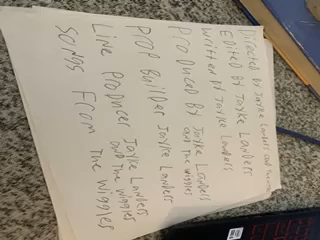 Directed by Jayke Landers and
Edited By Jayke Landers
Written By Jayke Landers
Produced By Jayke Landers
and The Wiggles
Prop Builder Jayke Landers
Line Producer Jayke Landers
and The Wiggles
Songs From The Wiggles